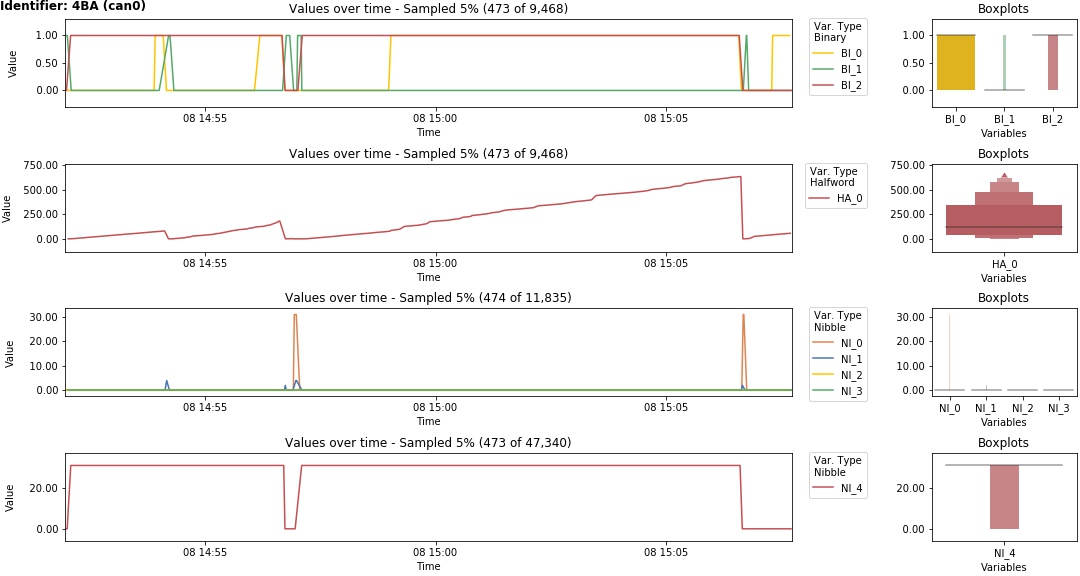 Identifier: 4BA (can0)
Values over time - Sampled 5% (473 of 9,468)
Value
1.00
0.50
0.00
08 14:55
08 15:00
08 15:05
Time
Var. Type
Binary
BI_0
BI_1
BI_2
Boxplots
1.00
0.50
0.00
BI_0
BI_1
BI_2
Variables
Values over time - Sampled 5% (473 of 9,468)
Value
750.00
500.00
250.00
0.00
08 14:55
08 15:00
08 15:05
Time
Var. Type
Halfword
HA_0
Boxplots
750.00
500.00
250.00
0.00
HA_0
Variables
Values over time - Sampled 5% (474 of 11,835)
Value
30.00
20.00
10.00
0.00
08 14:55
08 15:00
08 15:05
Time
Var. Type
Nibble
NI_0
NI_1
NI_2
NI_3
Boxplots
30.00
20.00
10.00
0.00
NI_0
NI_1
NI_2
NI_3
Variables
Values over time - Sampled 5% (473 of 47,340)
Value
20.00
0.00
08 14:55
08 15:00
08 15:05
Time
Var. Type
Nibble
NI_4
Boxplots
20.00
0.00
NI_4
Variables